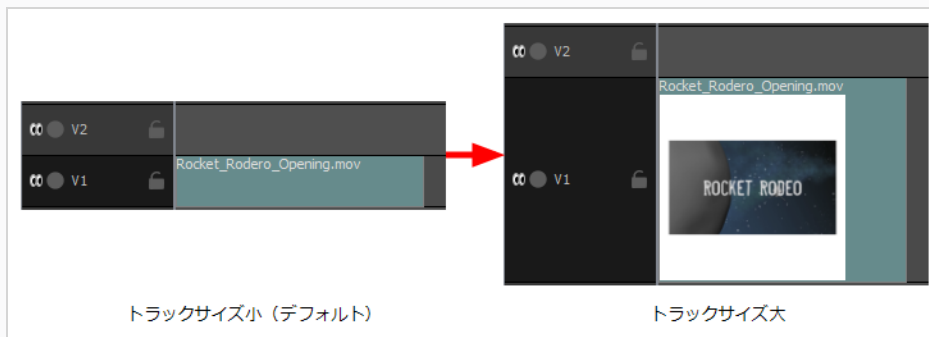 V2
V1
Rocket_Rodero_Opening.mov
トラックサイズ小（デフォルト）
V2
V1
Rocket_Rodero_Opening.mov
ROCKET RODEO
トラックサイズ大